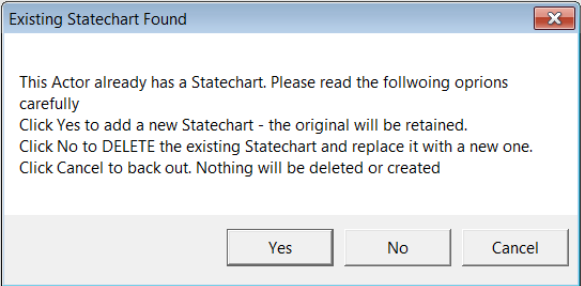 Existing Statechart Found
This Actor already has a Statechart. Please read the follwoing oprions
carefully
Click Yes to add a new Statechart - the original will be retained.
Click No to DELETE the existing Statechart and replace it with a new one.
Click Cancel to back out. Nothing will be deleted or created
Yes
No
Cancel